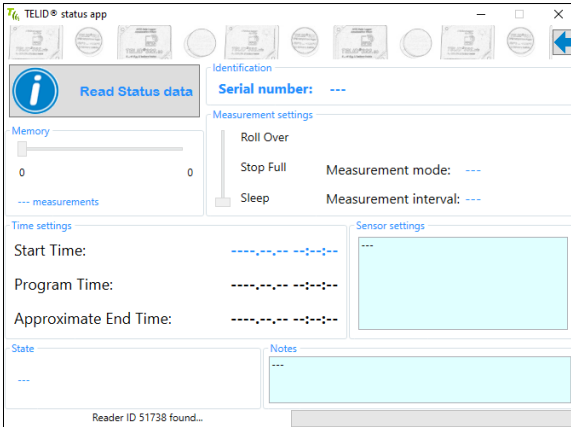 TELID® status app
Read Status data
Identification
Serial number: ---
Measurement settings
Roll Over
Stop Full
Sleep
Measurement mode: ---
Measurement interval: ---
Memory
0 0
--- measurements
Time settings
Start Time: ----.--.-- --:--:--
Program Time: ----.--.-- --:--:--
Approximate End Time: ----.--.-- --:--:--
Sensor settings
---
State
---
Notes
---
Reader ID 51738 found...